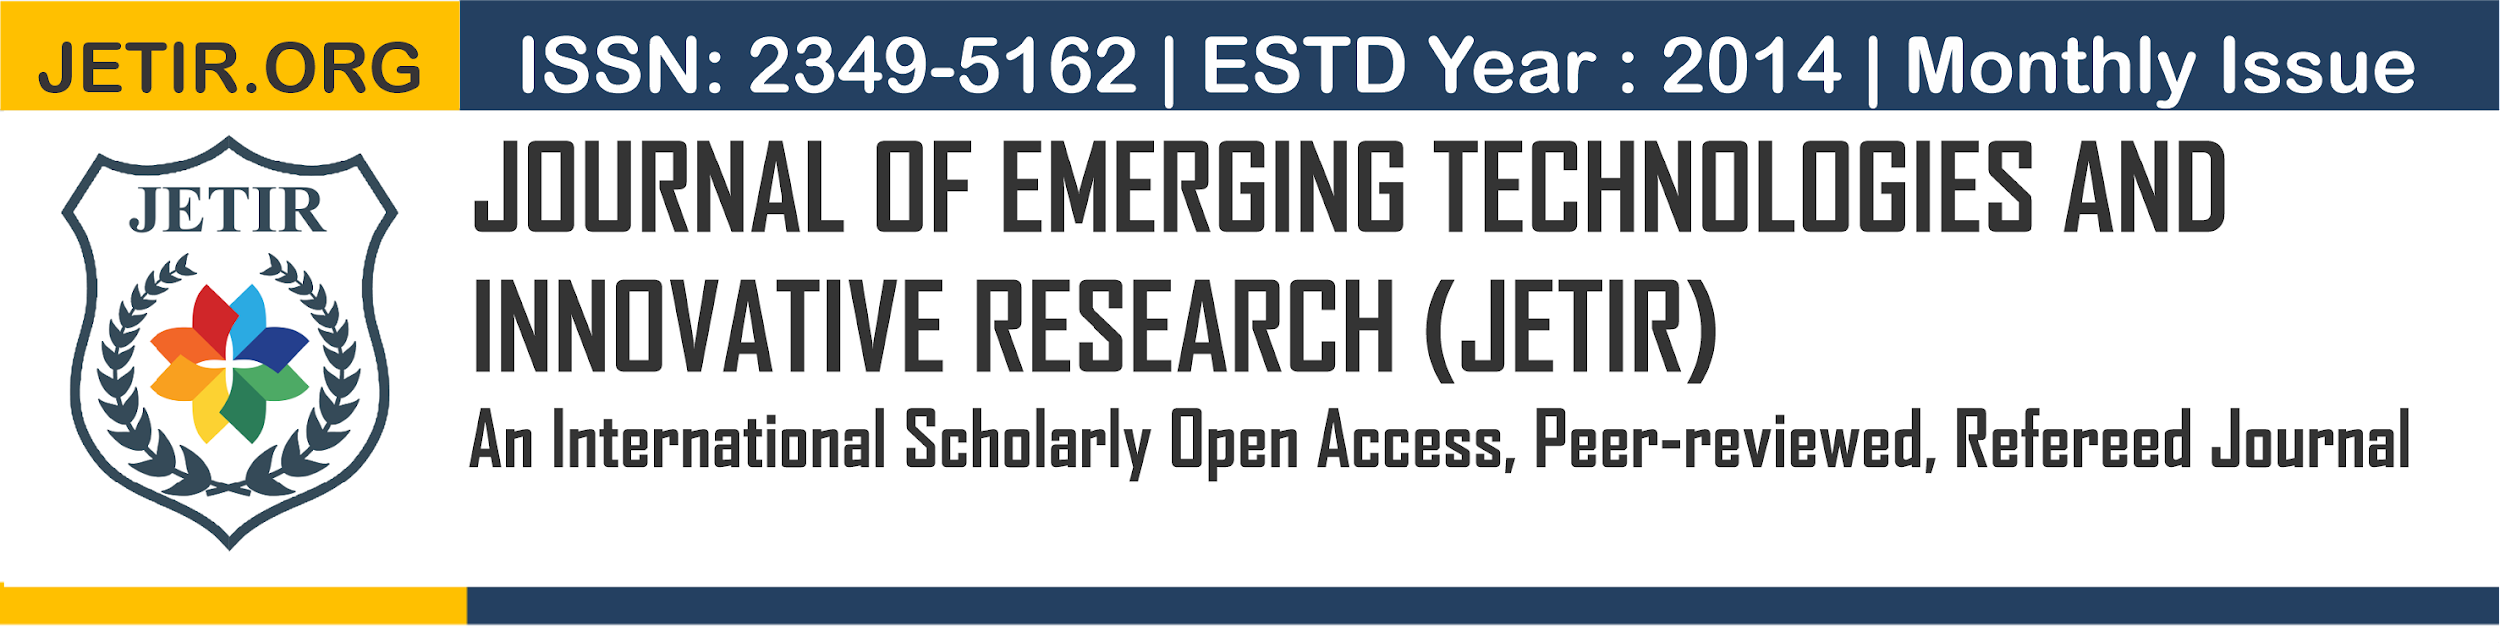 JETIR.ORG
ISSN: 2349-5162 | ESTD Year : 2014 | Monthly Issue
JETIR
JOURNAL OF EMERGING TECHNOLOGIES AND
INNOVATIVE RESEARCH (JETIR)
An International Scholarly Open Access, Peer-reviewed, Refereed Journal